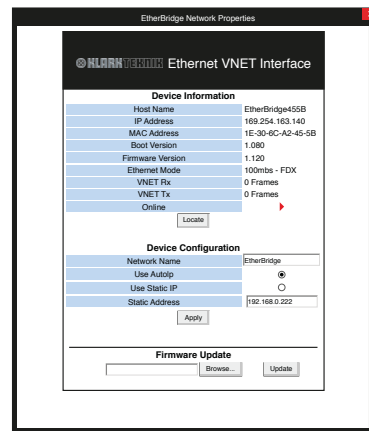 EtherBridge Network Properties
KLARK TEKNIK Ethernet VNET Interface
Device Information
Host Name EtherBridge455B
IP Address 169.254.163.140
MAC Address 1E-30-6C-A2-45-5B
Boot Version 1.080
Firmware Version 1.120
Ethernet Mode 100mbs - FDX
VNET Rx 0 Frames
VNET Tx 0 Frames
Online
Locate
Device Configuration
Network Name EtherBridge
Use AutoIp
Use Static IP
Static Address 192.168.0.222
Apply
Firmware Update
Browse... Update